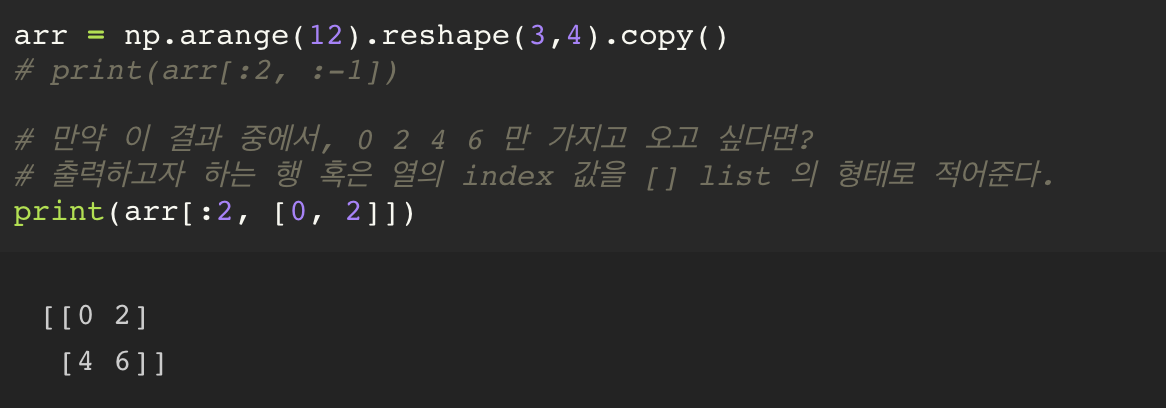 arr = np.arange(12).reshape(3,4).copy()
# print(arr[:2, :-1])
# 만약 이 결과 중에서, 0 2 4 6 만 가지고 오고 싶다면?
# 출력하고자 하는 행 혹은 열의 index 값을 [] list 의 형태로 적어준다.
print(arr[:2, [0, 2]])
[[0 2]
[4 6]]